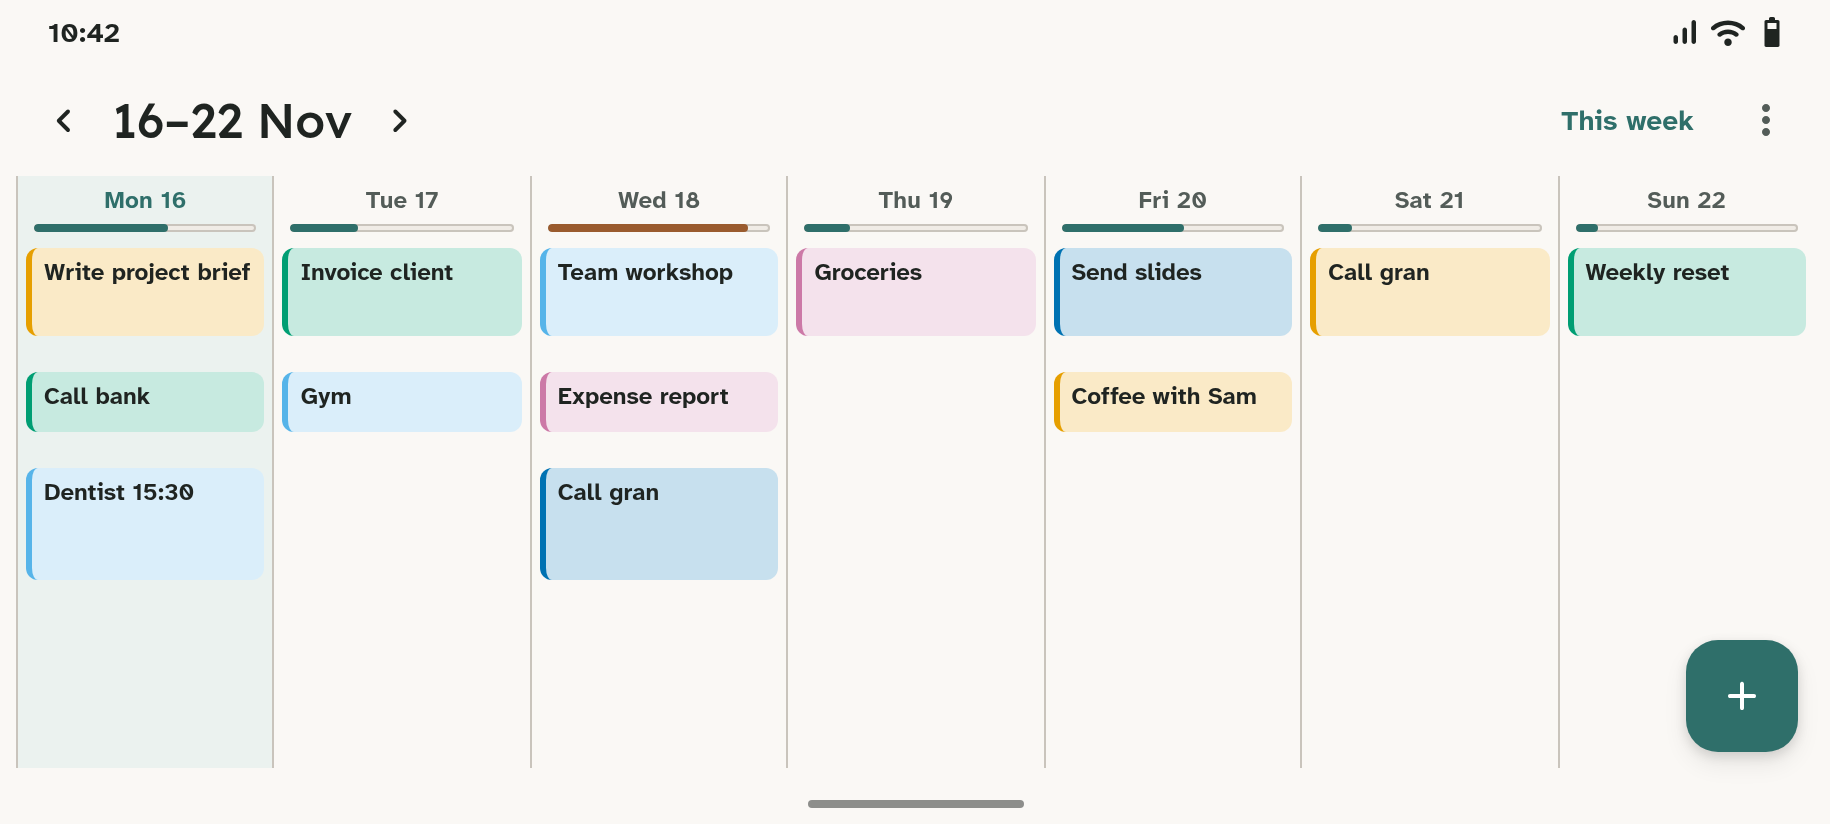 10:42
16–22 Nov
This week
Mon 16
Write project brief
Call bank
Dentist 15:30
Tue 17
Invoice client
Gym
Wed 18
Team workshop
Expense report
Call gran
Thu 19
Groceries
Fri 20
Send slides
Coffee with Sam
Sat 21
Call gran
Sun 22
Weekly reset